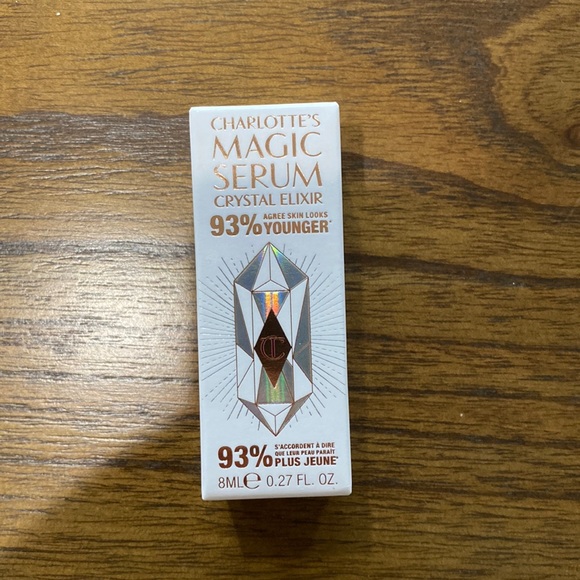 CHARLOTTE'S
MAGIC
SERUM
CRYSTAL ELIXIR
93% AGREE SKIN LOOKS YOUNGER*
CT
93% S'ACCORDENT À DIRE QUE LEUR PEAU PARAÎT PLUS JEUNE*
8ML℮ 0.27 FL. OZ.